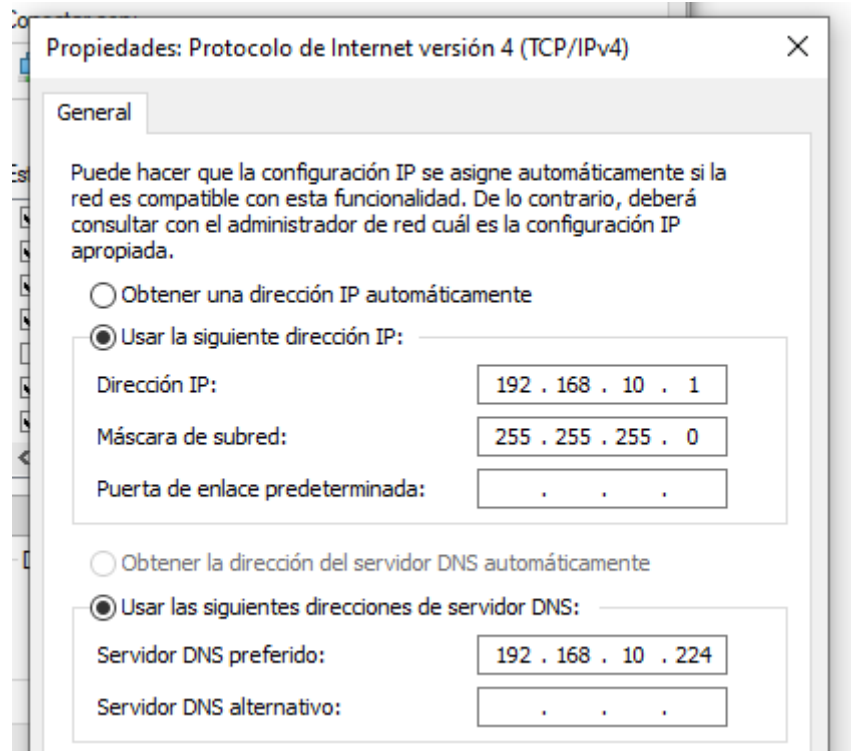 Propiedades: Protocolo de Internet versión 4 (TCP/IPv4)
General
Puede hacer que la configuración IP se asigne automáticamente si la
red es compatible con esta funcionalidad. De lo contrario, deberá
consultar con el administrador de red cuál es la configuración IP
apropiada.
Obtener una dirección IP automáticamente
Usar la siguiente dirección IP:
Dirección IP: 192 . 168 . 10 . 1
Máscara de subred: 255 . 255 . 255 . 0
Puerta de enlace predeterminada: . . .
Obtener la dirección del servidor DNS automáticamente
Usar las siguientes direcciones de servidor DNS:
Servidor DNS preferido: 192 . 168 . 10 . 224
Servidor DNS alternativo: . . .